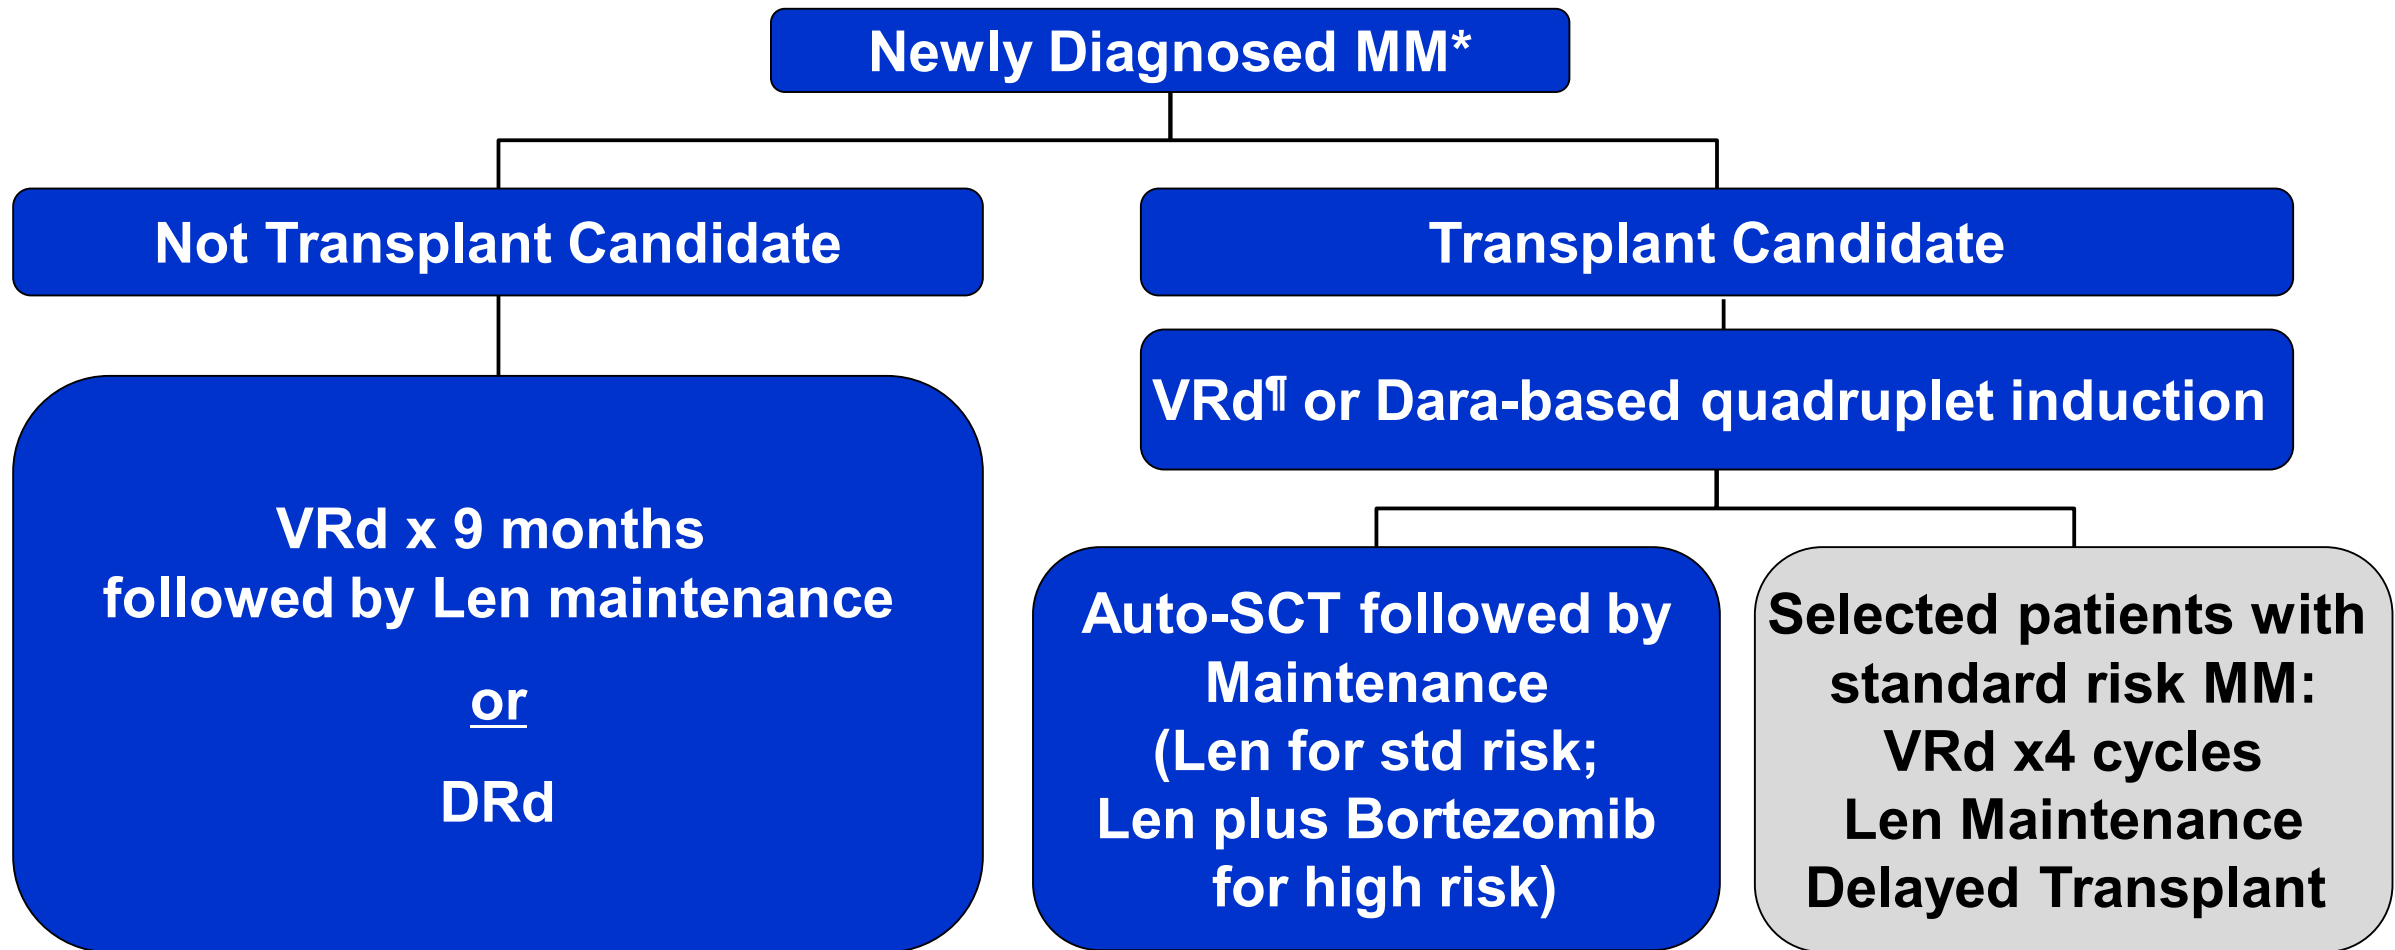 Newly Diagnosed MM*
Not Transplant Candidate
Transplant Candidate
VRd¶ or Dara-based quadruplet induction
VRd x 9 months
followed by Len maintenance
or
DRd
Auto-SCT followed by
Maintenance
(Len for std risk;
Len plus Bortezomib
for high risk)
Selected patients with
standard risk MM:
VRd x4 cycles
Len Maintenance
Delayed Transplant